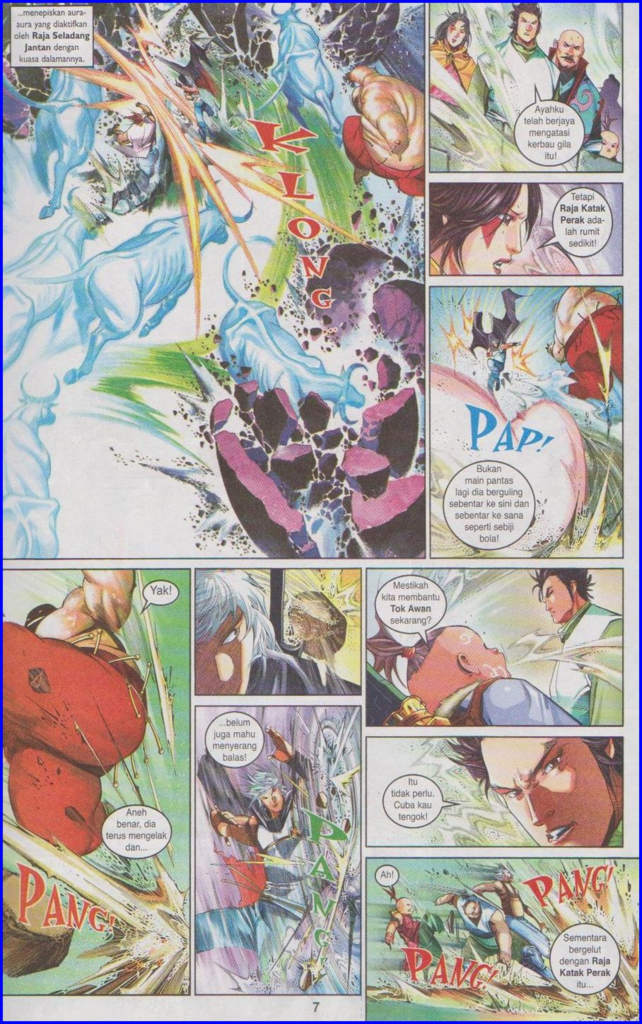 ...menepiskan aura-
aura yang diaktifkan
oleh Raja Seladang
Jantan dengan
kuasa dalamannya.
KLONG
Ayahku
telah berjaya
mengatasi
kerbau gila
itu!
Tetapi
Raja Katak
Perak ada-
lah rumit
sedikit!
PAP!
Bukan
main pantas
lagi dia berguling
sebentar ke sini dan
sebentar ke sana
seperti sebiji
bola!
Yak!
Aneh
benar, dia
terus mengelak
dan...
PANG!
...belum
juga mahu
menyerang
balas!
PANG!
Mestikah
kita membantu
Tok Awan
sekarang?
Itu
tidak perlu.
Cuba kau
tengok!
Ah!
PANG!
PANG!
Sementara
bergelut
dengan Raja
Katak Perak
itu...
7